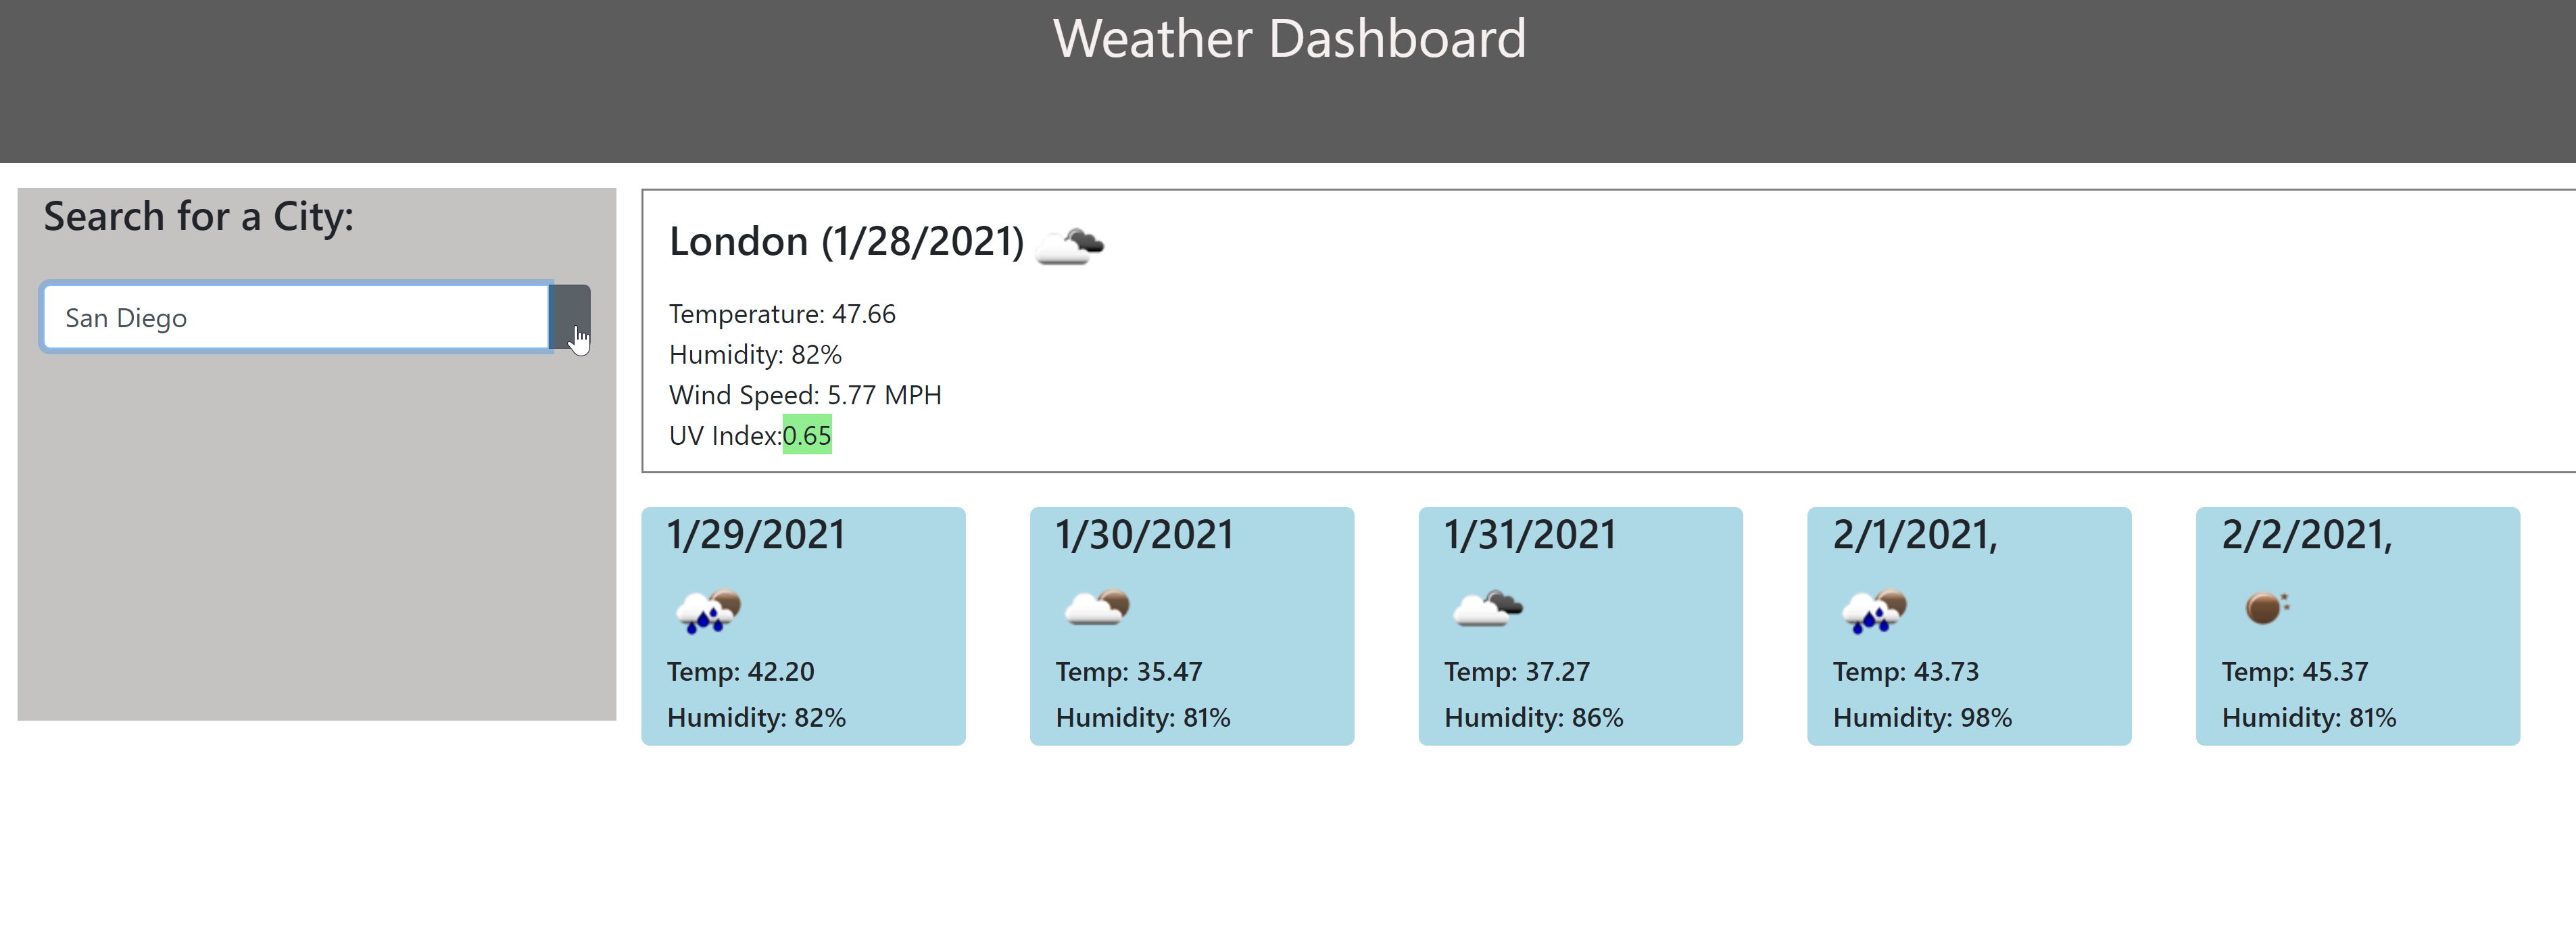 Weather Dashboard
Search for a City:
San Diego
London (1/28/2021)
Temperature: 47.66
Humidity: 82%
Wind Speed: 5.77 MPH
UV Index:0.65
1/29/2021
Temp: 42.20
Humidity: 82%
1/30/2021
Temp: 35.47
Humidity: 81%
1/31/2021
Temp: 37.27
Humidity: 86%
2/1/2021,
Temp: 43.73
Humidity: 98%
2/2/2021,
Temp: 45.37
Humidity: 81%